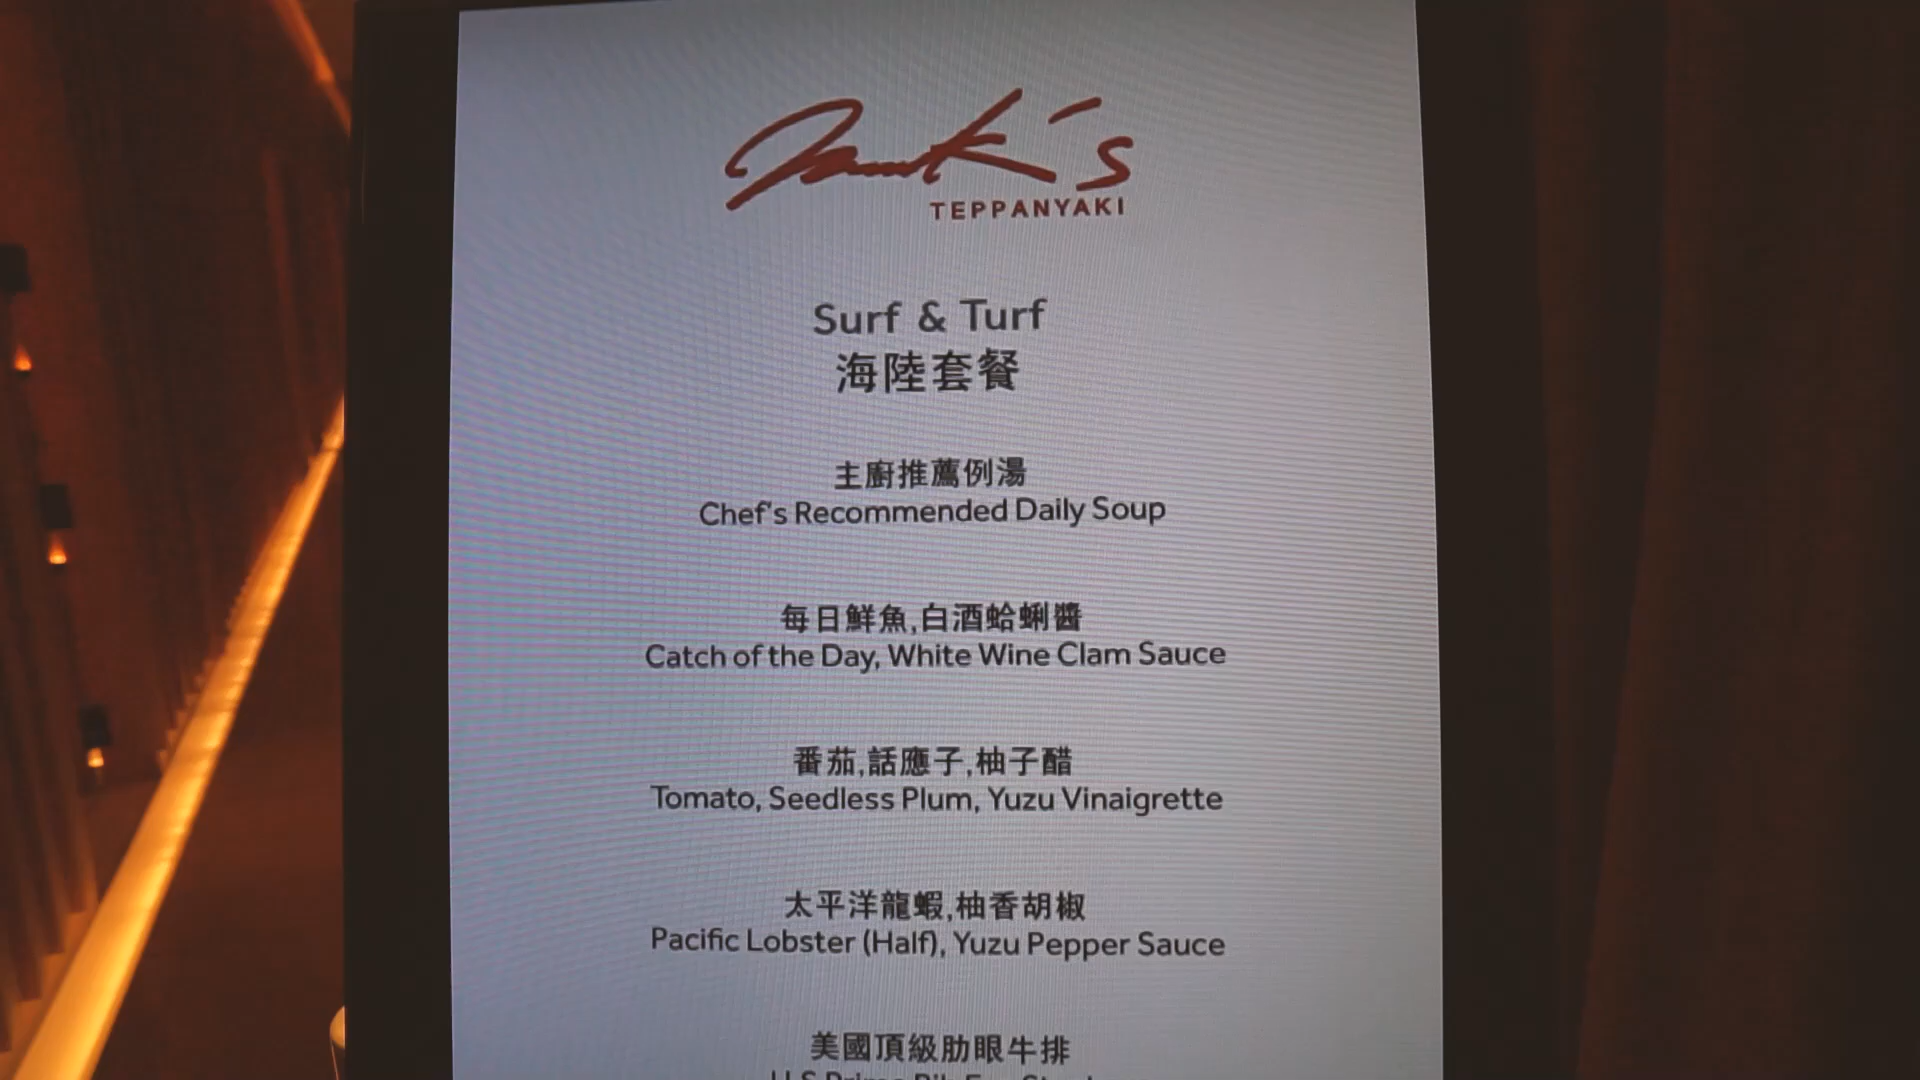 TEPPANYAKI
Surf & Turf
海陸套餐
主廚推薦例湯
Chef's Recommended Daily Soup
每日鮮魚,白酒蛤蜊醬
Catch of the Day, White Wine Clam Sauce
番茄,話應子,柚子醋
Tomato, Seedless Plum, Yuzu Vinaigrette
太平洋龍蝦,柚香胡椒
Pacific Lobster (Half), Yuzu Pepper Sauce
美國頂級肋眼牛排